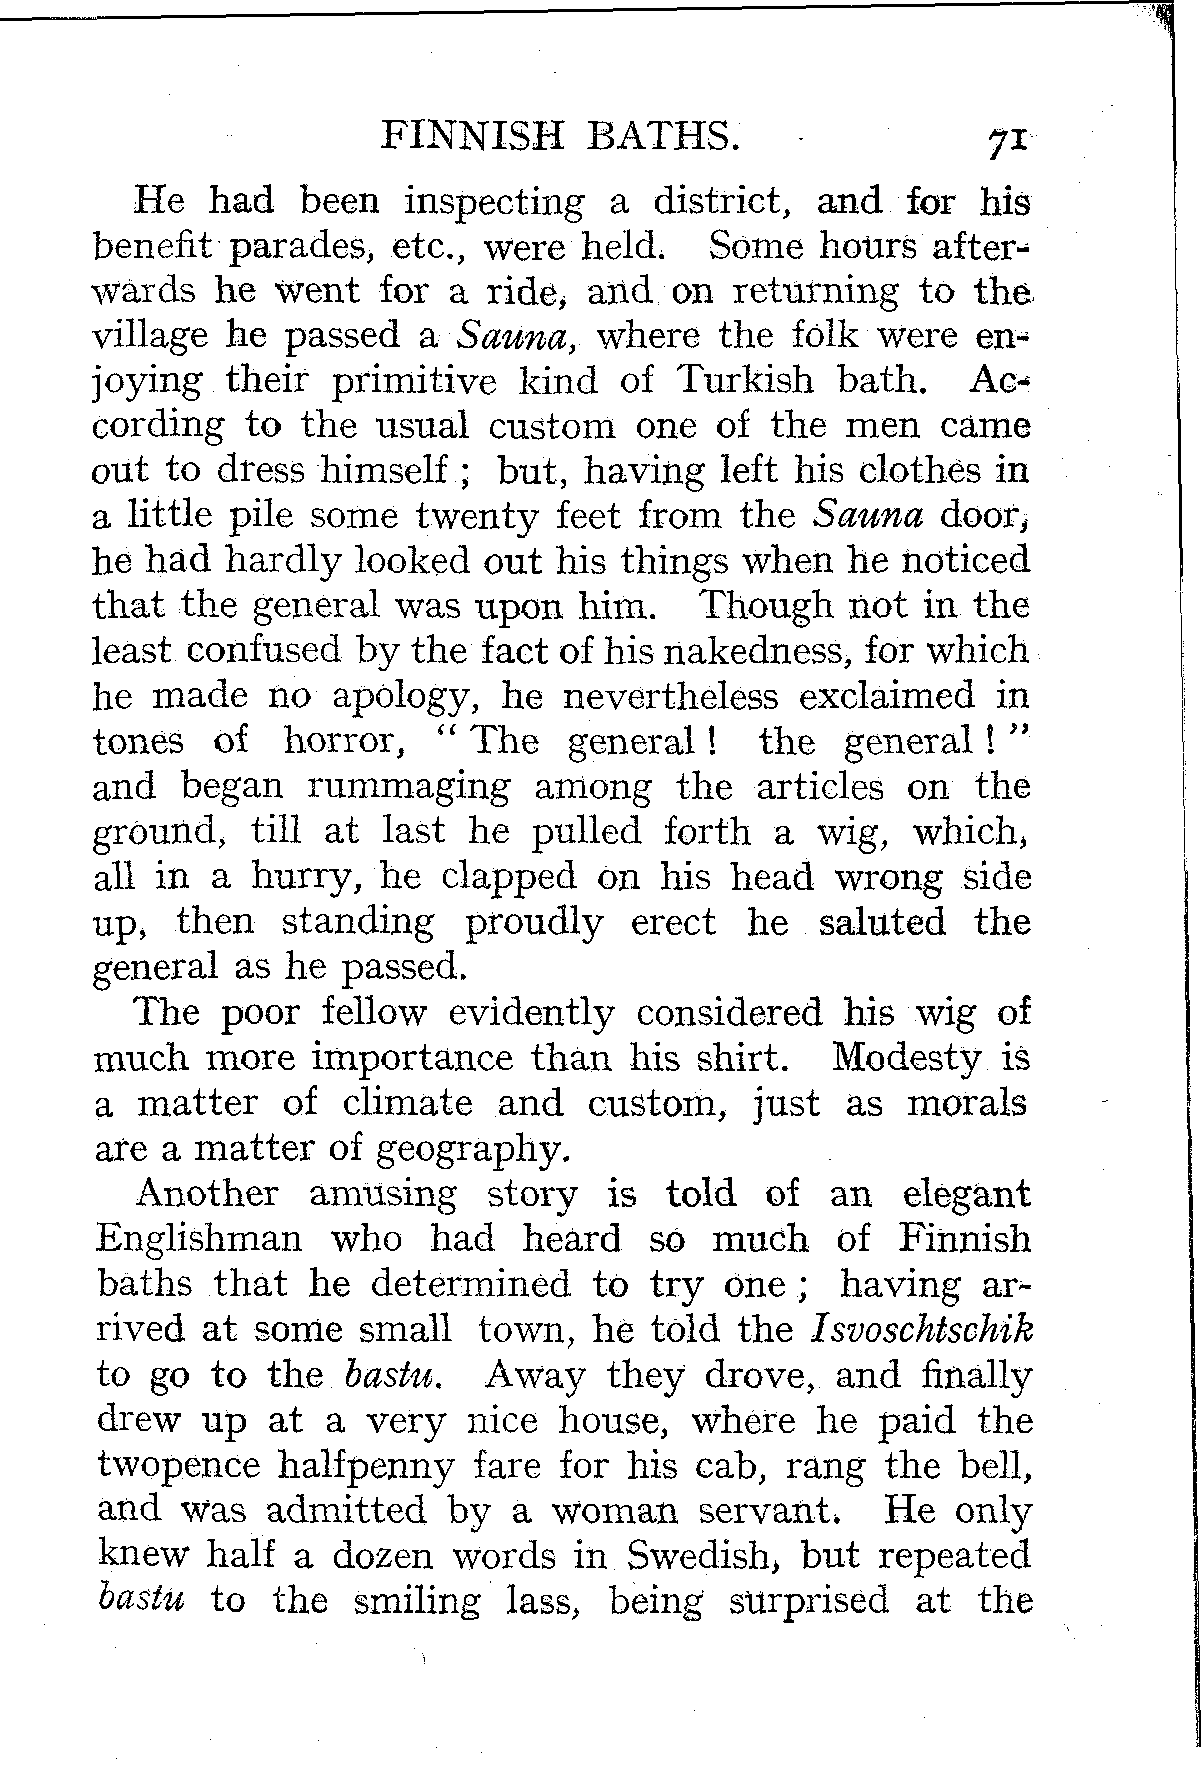 FINNISH BATHS. 71
He had been inspecting a district, and for his
benefit parades, etc., were held. Some hours after-
wards he went for a ride, and on returning to the
village he passed a Sauna, where the folk were en-
joying their primitive kind of Turkish bath. Ac-
cording to the usual custom one of the men came
out to dress himself ; but, having left his clothes in
a little pile some twenty feet from the Sauna door,
he had hardly looked out his things when he noticed
that the general was upon him. Though not in the
least confused by the fact of his nakedness, for which
he made no apology, he nevertheless exclaimed in
tones of horror, “ The general ! the general ! ”
and began rummaging among the articles on the
ground, till at last he pulled forth a wig, which,
all in a hurry, he clapped on his head wrong side
up, then standing proudly erect he saluted the
general as he passed.
The poor fellow evidently considered his wig of
much more importance than his shirt. Modesty is
a matter of climate and custom, just as morals
are a matter of geography.
Another amusing story is told of an elegant
Englishman who had heard so much of Finnish
baths that he determined to try one ; having ar-
rived at some small town, he told the Isvoschtschik
to go to the bastu. Away they drove, and finally
drew up at a very nice house, where he paid the
twopence halfpenny fare for his cab, rang the bell,
and was admitted by a woman servant. He only
knew half a dozen words in Swedish, but repeated
bastu to the smiling lass, being surprised at the